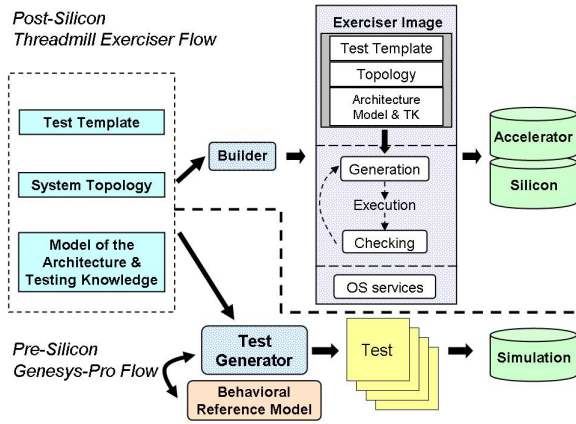 Post-Silicon
Threadmill Exerciser Flow
Test Template
System Topology
Model of the
Architecture &
Testing Knowledge
Builder
Exerciser Image
Test Template
Topology
Architecture
Model & TK
Generation
Execution
Checking
OS services
Accelerator
Silicon
Pre-Silicon
Genesys-Pro Flow
Test
Generator
Behavioral
Reference Model
Test
Simulation